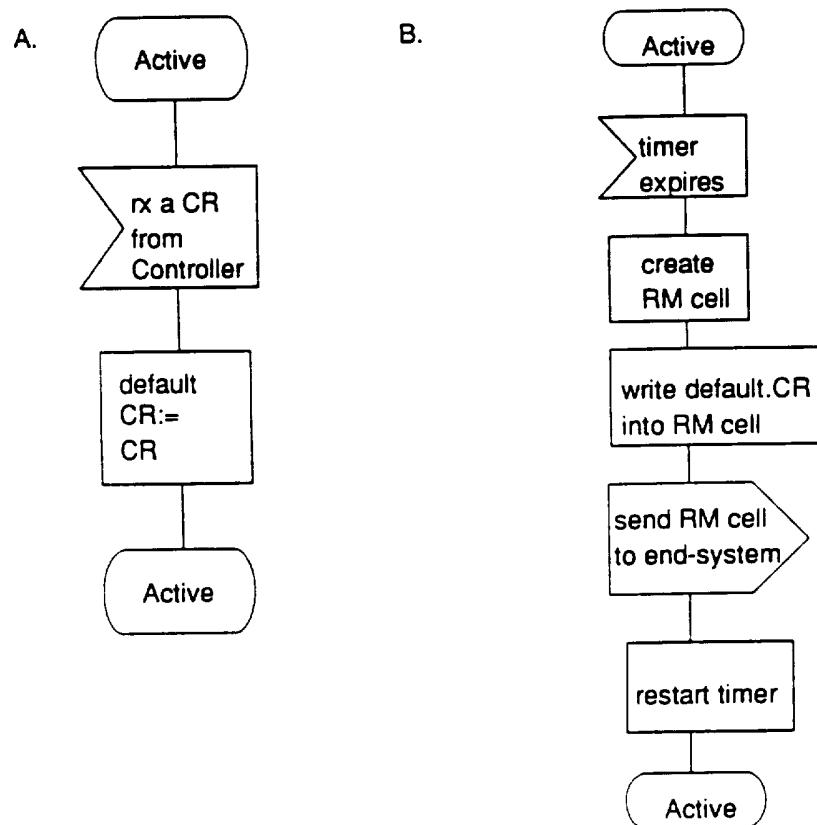 A.
Active
rx a CR
from
Controller
default
CR:=
CR
Active
B.
Active
timer
expires
create
RM cell
write default.CR
into RM cell
send RM cell
to end-system
restart timer
Active